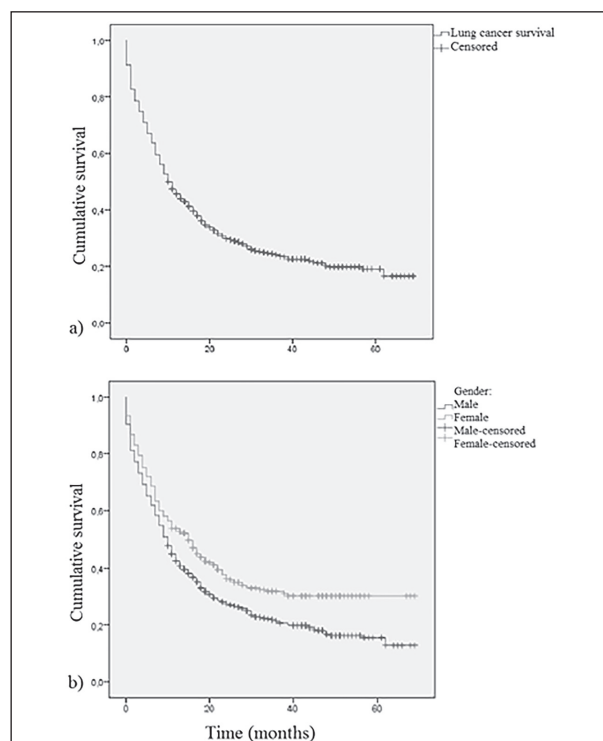 Lung cancer survival
Censored
1,0
0,8
0,6
0,4
0,2
0,0
Cumulative survival
a)
0 20 40 60
Gender:
Male
Female
Male-censored
Female-censored
1,0
0,8
0,6
0,4
0,2
0,0
Cumulative survival
b)
0 20 40 60
Time (months)